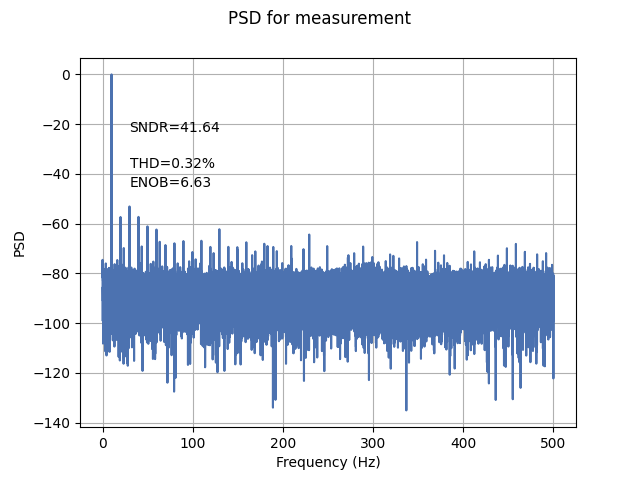 PSD for measurement
PSD
0
−20
−40
−60
−80
−100
−120
−140
SNDR=41.64
THD=0.32%
ENOB=6.63
0 100 200 300 400 500
Frequency (Hz)